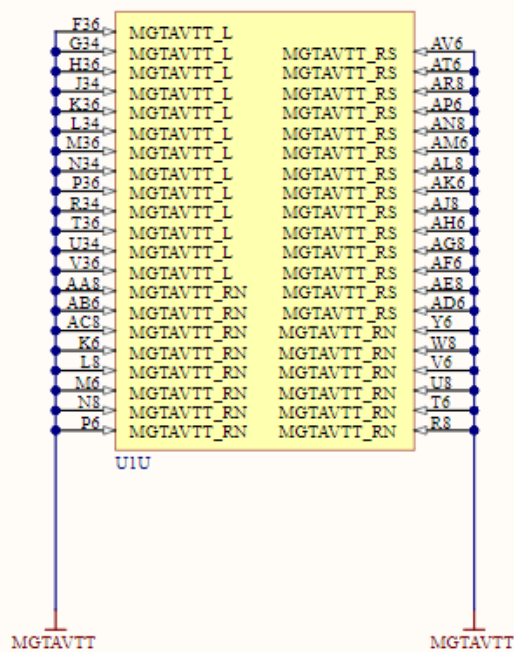 F36 MGTAVTT_L
G34 MGTAVTT_L MGTAVTT_RS AV6
H36 MGTAVTT_L MGTAVTT_RS AT6
J34 MGTAVTT_L MGTAVTT_RS AR8
K36 MGTAVTT_L MGTAVTT_RS AP6
L34 MGTAVTT_L MGTAVTT_RS AN8
M36 MGTAVTT_L MGTAVTT_RS AM6
N34 MGTAVTT_L MGTAVTT_RS AL8
P36 MGTAVTT_L MGTAVTT_RS AK6
R34 MGTAVTT_L MGTAVTT_RS AJ8
T36 MGTAVTT_L MGTAVTT_RS AH6
U34 MGTAVTT_L MGTAVTT_RS AG8
V36 MGTAVTT_L MGTAVTT_RS AF6
AA8 MGTAVTT_RN MGTAVTT_RS AE8
AB6 MGTAVTT_RN MGTAVTT_RS AD6
AC8 MGTAVTT_RN MGTAVTT_RN Y6
K6 MGTAVTT_RN MGTAVTT_RN W8
L8 MGTAVTT_RN MGTAVTT_RN V6
M6 MGTAVTT_RN MGTAVTT_RN U8
N8 MGTAVTT_RN MGTAVTT_RN T6
P6 MGTAVTT_RN MGTAVTT_RN R8
U1U
MGTAVTT MGTAVTT